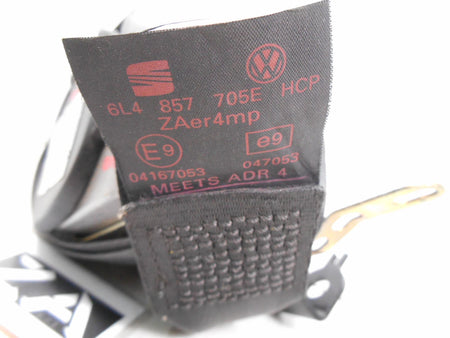 6L4 857 705E HCP
ZAer4mp
E9 e9
04167053 047053
MEETS ADR 4